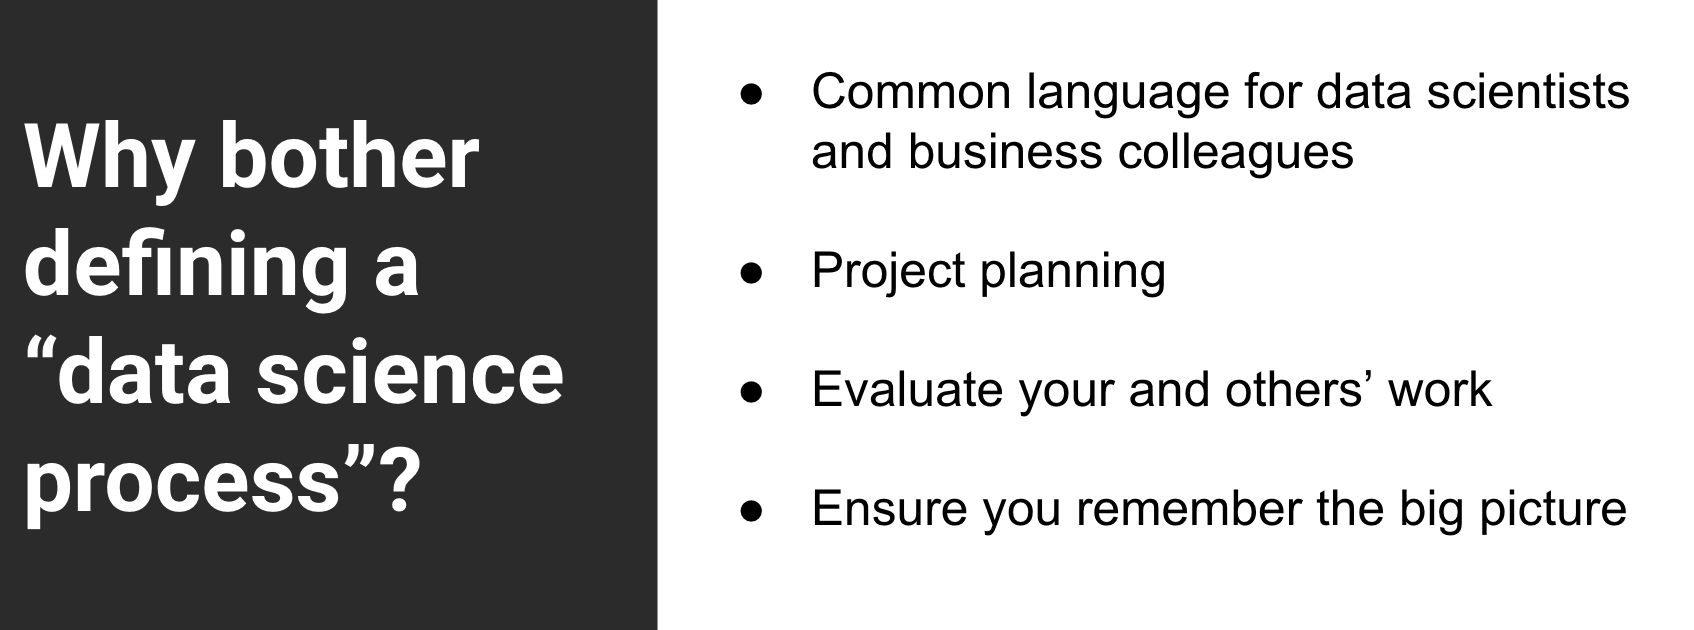 Why bother
defining a
“data science
process”?
● Common language for data scientists
and business colleagues
● Project planning
● Evaluate your and others’ work
● Ensure you remember the big picture